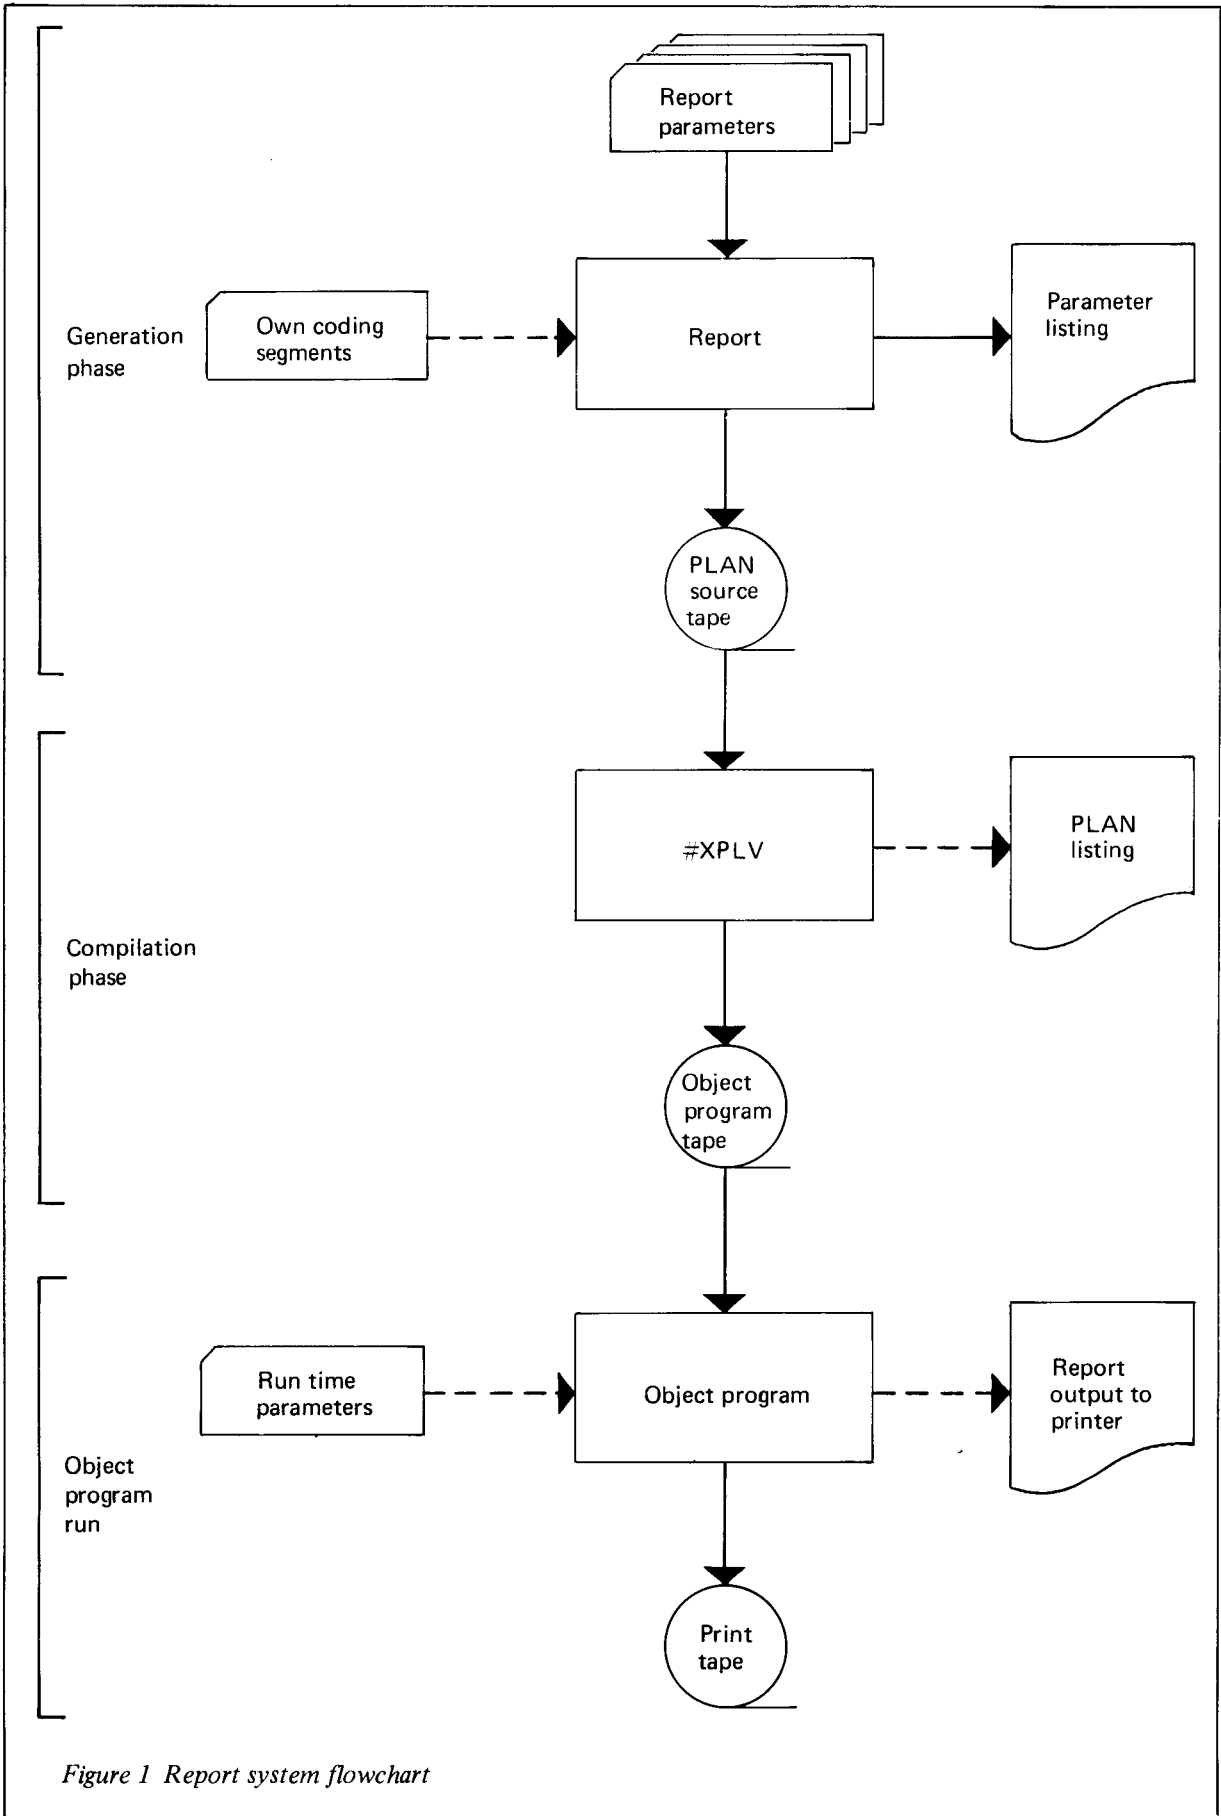 Report
parameters
Generation
phase
Own coding
segments
Report
Parameter
listing
PLAN
source
tape
Compilation
phase
#XPLV
PLAN
listing
Object
program
tape
Object
program
run
Run time
parameters
Object program
Report
output to
printer
Print
tape
Figure 1 Report system flowchart